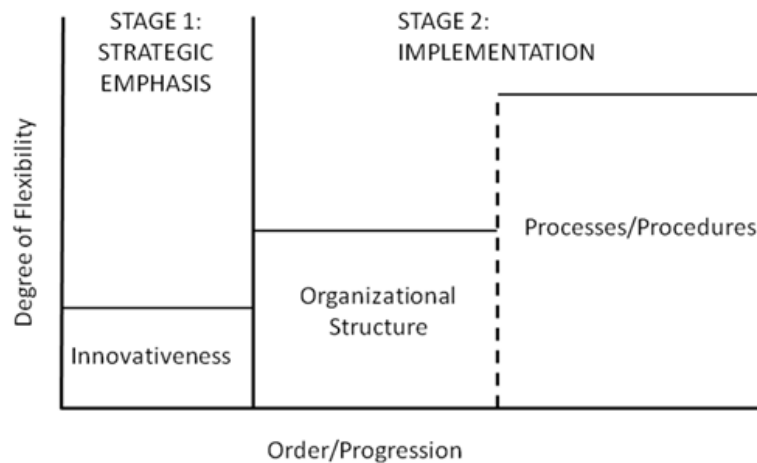 STAGE 1:
STRATEGIC
EMPHASIS
STAGE 2:
IMPLEMENTATION
Degree of Flexibility
Innovativeness
Organizational
Structure
Processes/Procedures
Order/Progression